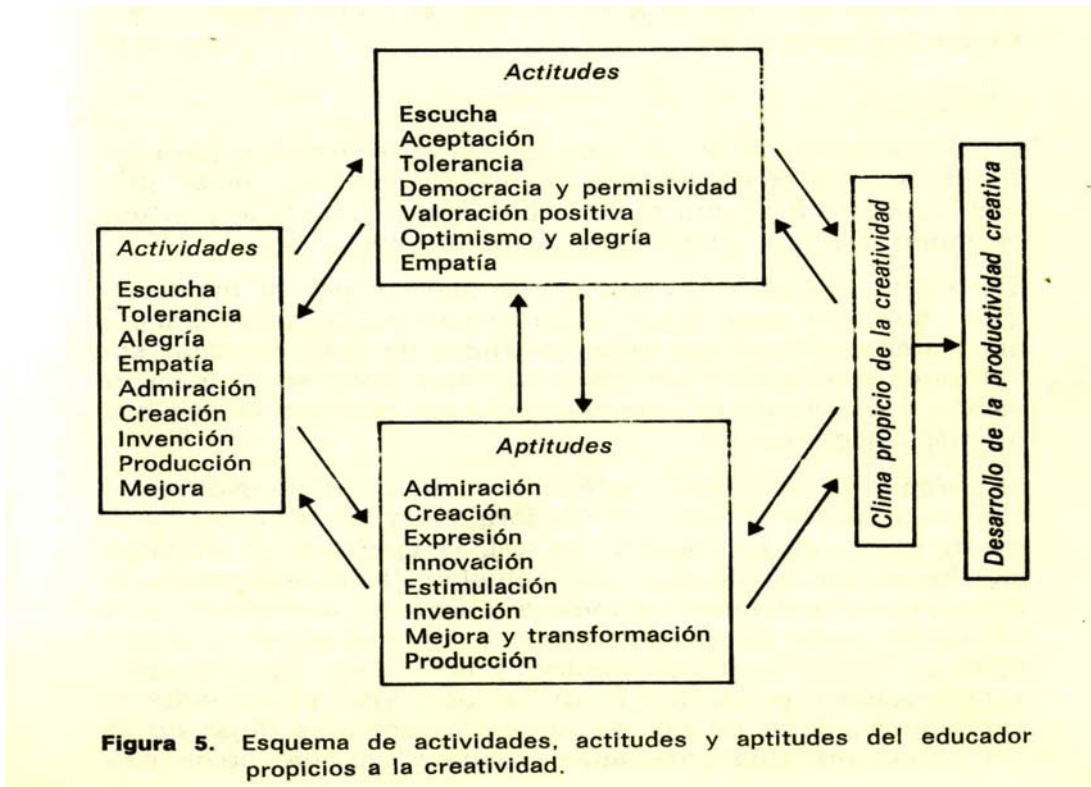 Actitudes
Escucha
Aceptación
Tolerancia
Democracia y permisividad
Valoración positiva
Optimismo y alegría
Empatía
Actividades
Escucha
Tolerancia
Alegría
Empatía
Admiración
Creación
Invención
Producción
Mejora
Aptitudes
Admiración
Creación
Expresión
Innovación
Estimulación
Invención
Mejora y transformación
Producción
Clima propicio de la creatividad
Desarrollo de la productividad creativa
Figura 5. Esquema de actividades, actitudes y aptitudes del educador
propicios a la creatividad.